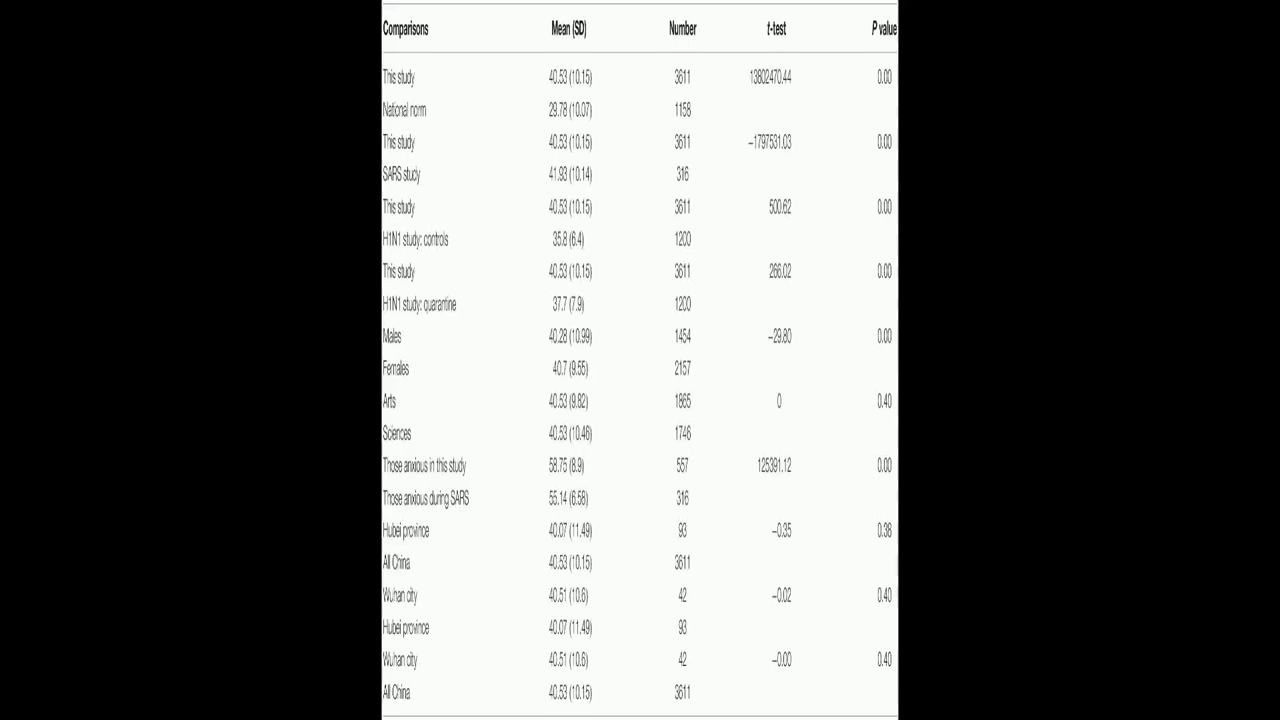 Comparisons Mean (SD) Number t-test P value
This study 40.53 (10.15) 3611 13802470.44 0.00
National norm 29.78 (10.07) 1158
This study 40.53 (10.15) 3611 −1797531.03 0.00
SARS study 41.93 (10.14) 316
This study 40.53 (10.15) 3611 500.62 0.00
H1N1 study: controls 35.8 (6.4) 1200
This study 40.53 (10.15) 3611 266.02 0.00
H1N1 study: quarantine 37.7 (7.9) 1200
Males 40.28 (10.99) 1454 −29.80 0.00
Females 40.7 (9.55) 2157
Arts 40.53 (9.82) 1865 0 0.40
Sciences 40.53 (10.46) 1746
Those anxious in this study 58.75 (8.9) 557 125391.12 0.00
Those anxious during SARS 55.14 (6.58) 316
Hubei province 40.07 (11.49) 93 −0.35 0.38
All China 40.53 (10.15) 3611
Wuhan city 40.51 (10.6) 42 −0.02 0.40
Hubei province 40.07 (11.49) 93
Wuhan city 40.51 (10.6) 42 −0.00 0.40
All China 40.53 (10.15) 3611